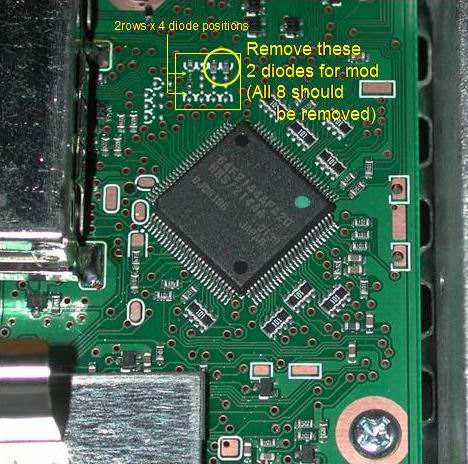 2rows x 4 diode positions
Remove these
2 diodes for mod
(All 8 should
be removed)